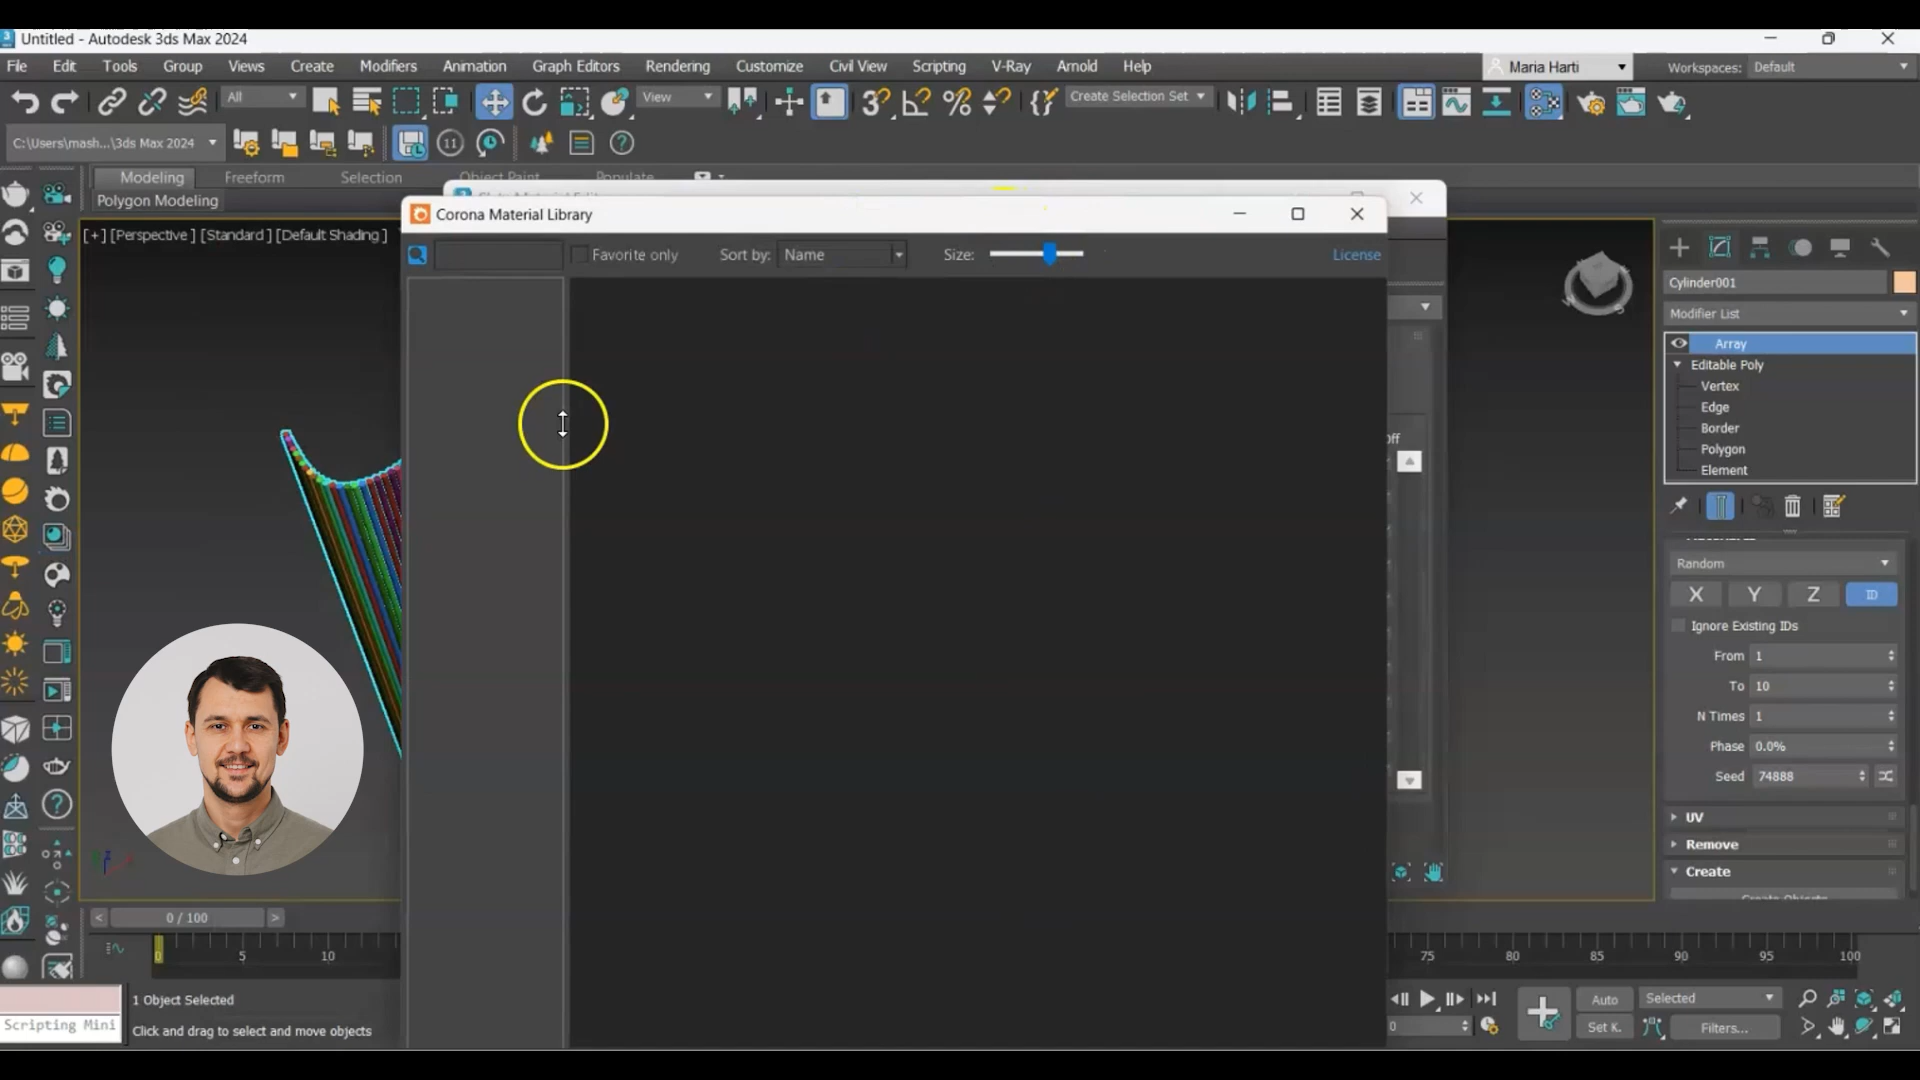 Untitled - Autodesk 3ds Max 2024
File Edit Tools Group Views Create Modifiers Animation Graph Editors Rendering Customize Civil View Scripting V-Ray Arnold Help
Maria Harti
Workspaces: Default
All
View
Create Selection Set
C:\Users\mash...\3ds Max 2024
11
Modeling Freeform Selection Object Paint Populate
Polygon Modeling
[+] [Perspective] [Standard] [Default Shading]
Corona Material Library
Favorite only
Sort by: Name
Size:
License
Cylinder001
Modifier List
Array
Editable Poly
Vertex
Edge
Border
Polygon
Element
Random
X Y Z ID
Ignore Existing IDs
From 1
To 10
N Times 1
Phase 0.0%
Seed 74888
UV
Remove
Create
Create Objects
0 / 100
0 5 10 75 80 85 90 95 100
1 Object Selected
Click and drag to select and move objects
Scripting Mini
Auto
Selected
0
Set K.
Filters...